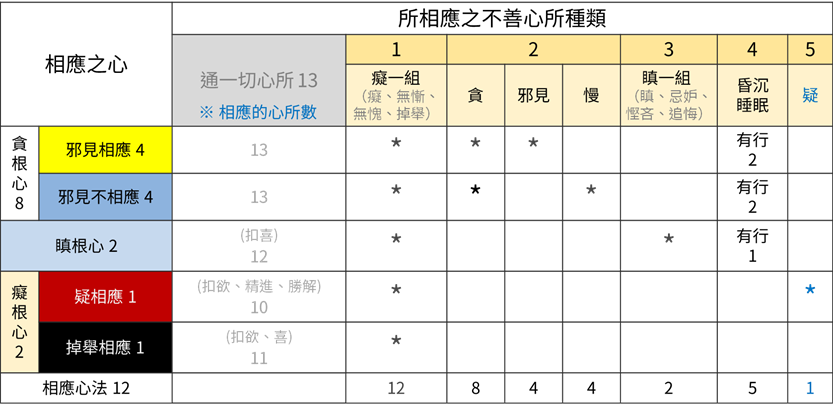 所相應之不善心所種類
相應之心
通一切心所 13
※ 相應的心所數
1 2 3 4 5
癡一組
（癡、無慚、
無愧、掉舉）
貪
邪見
慢
瞋一組
（瞋、忌妒、
慳吝、追悔）
昏沉
睡眠
疑
貪根心8
邪見相應 4
13
* * *
有行
2
邪見不相應 4
13
* * *
有行
2
瞋根心 2
(扣喜)
12
* *
有行
1
癡根心2
疑相應 1
(扣欲、精進、勝解)
10
* *
掉舉相應 1
(扣欲、喜)
11
*
相應心法 12
12 8 4 4 2 5 1